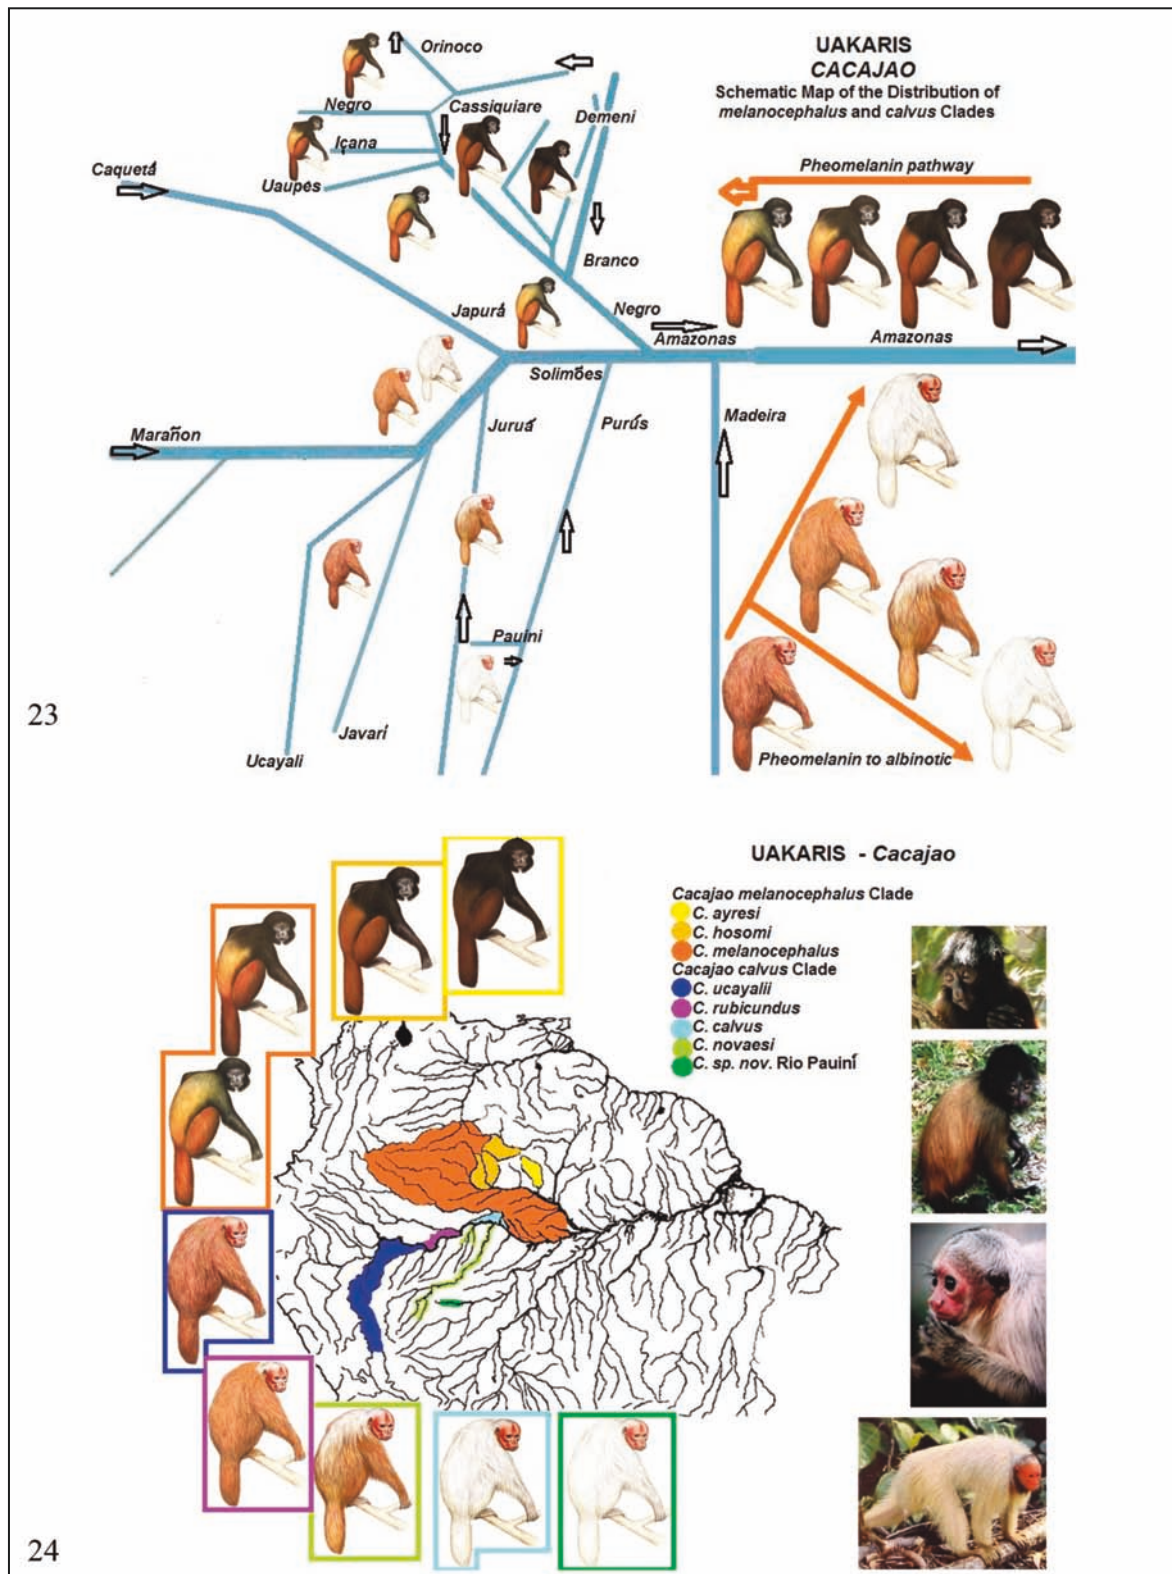 UAKARIS
CACAJAO
Schematic Map of the Distribution of
melanocephalus and calvus Clades
Orinoco
Negro
Cassiquiare
Demeni
Içana
Caquetá
Uaupés
Pheomelanin pathway
Branco
Japurá
Negro
Amazonas
Amazonas
Solimões
Marañon
Juruá
Purús
Madeira
Pauini
Javarí
Ucayali
Pheomelanin to albinotic
23
UAKARIS - Cacajao
Cacajao melanocephalus Clade
C. ayresi
C. hosomi
C. melanocephalus
Cacajao calvus Clade
C. ucayalii
C. rubicundus
C. calvus
C. novaesi
C. sp. nov. Rio Pauiní
24